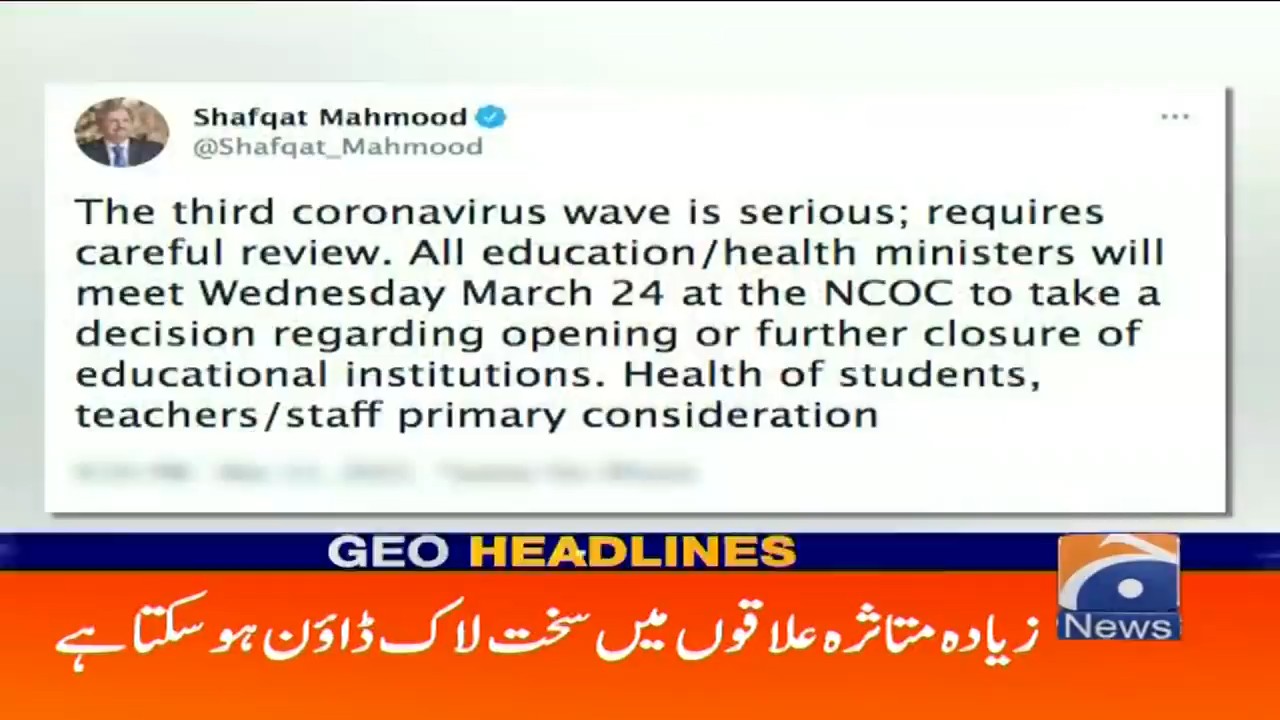 Shafqat Mahmood
@Shafqat_Mahmood
The third coronavirus wave is serious; requires
careful review. All education/health ministers will
meet Wednesday March 24 at the NCOC to take a
decision regarding opening or further closure of
educational institutions. Health of students,
teachers/staff primary consideration
GEO HEADLINES
زیادہ متاثرہ علاقوں میں سخت لاک ڈاؤن ہو سکتا ہے
News